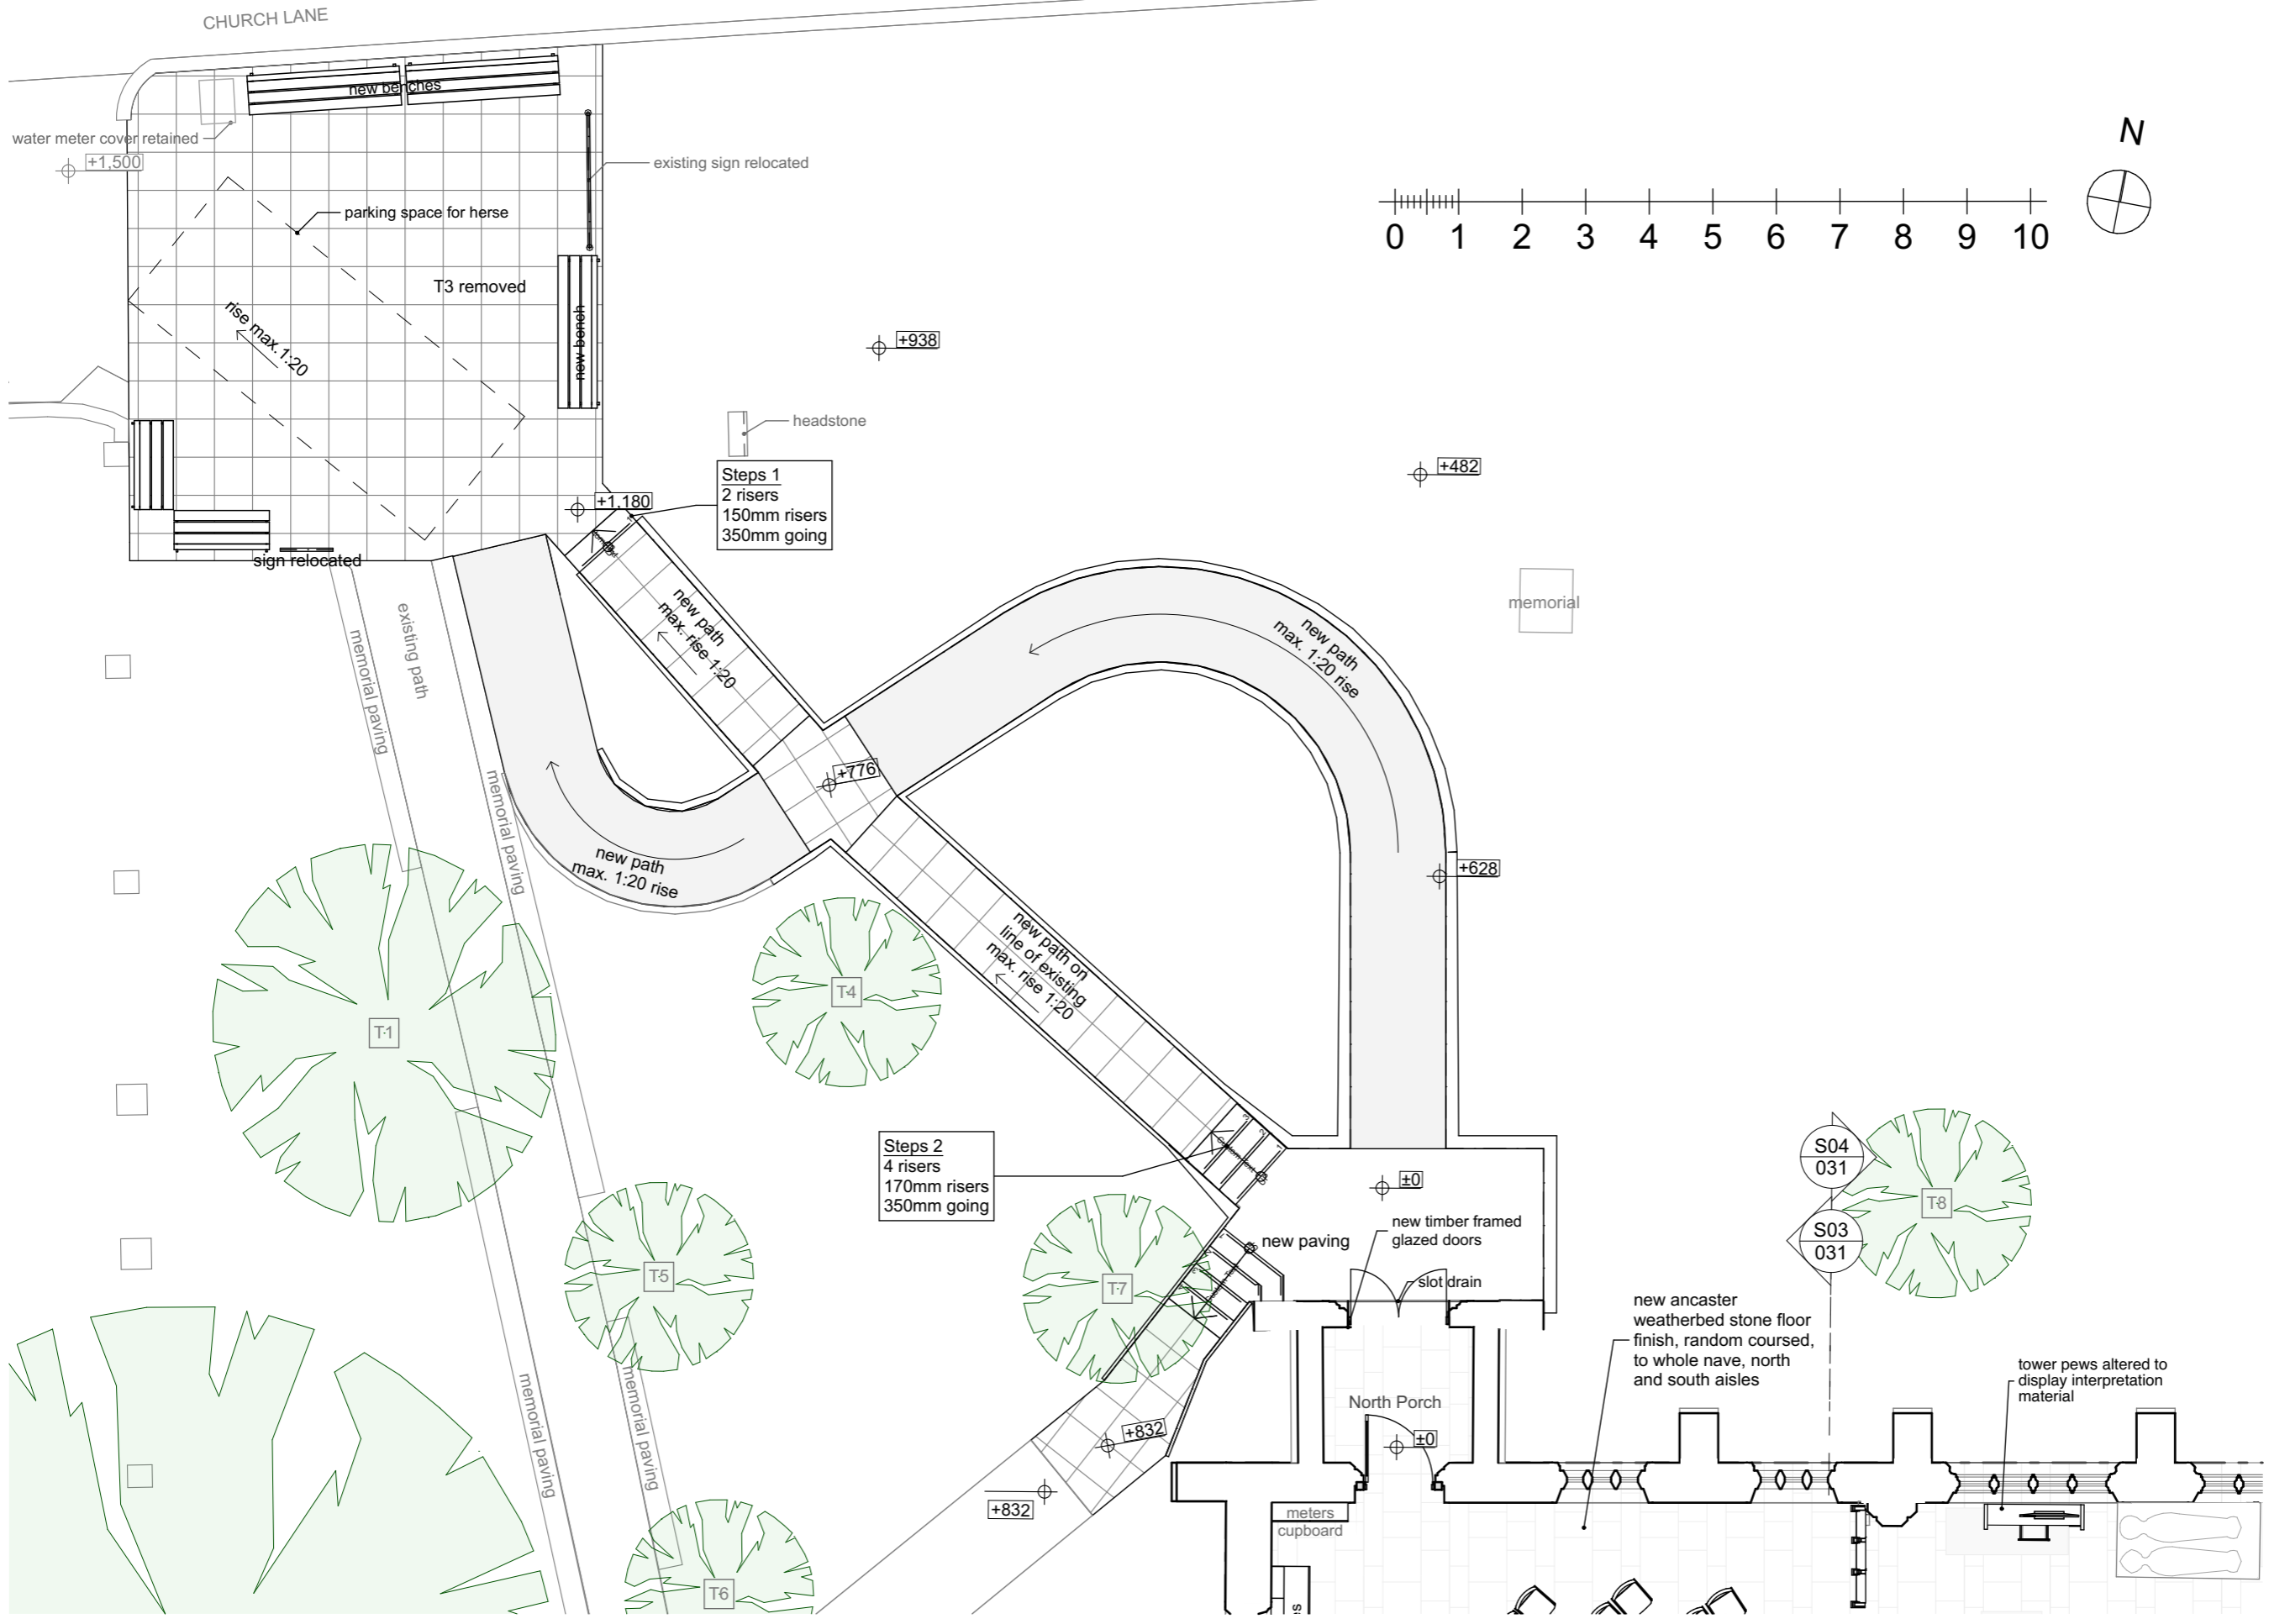 CHURCH LANE
new benches
water meter cover retained
+1,500
existing sign relocated
parking space for herse
T3 removed
rise max.1:20
new bench
N
0 1 2 3 4 5 6 7 8 9 10
+938
headstone
+482
Steps 1
2 risers
150mm risers
350mm going
+1,180
sign relocated
new path
max. rise 1:20
existing path
memorial paving
memorial paving
memorial
new path
max. 1:20 rise
+776
new path
max. 1:20 rise
+628
new path on
line of existing
max. rise 1:20
T1
T4
Steps 2
4 risers
170mm risers
350mm going
±0
S04
031
T8
S03
031
new timber framed
glazed doors
new paving
slot drain
T5
T7
new ancaster
weatherbed stone floor
finish, random coursed,
to whole nave, north
and south aisles
tower pews altered to
display interpretation
material
North Porch
±0
+832
+832
memorial paving
memorial paving
meters
cupboard
T6